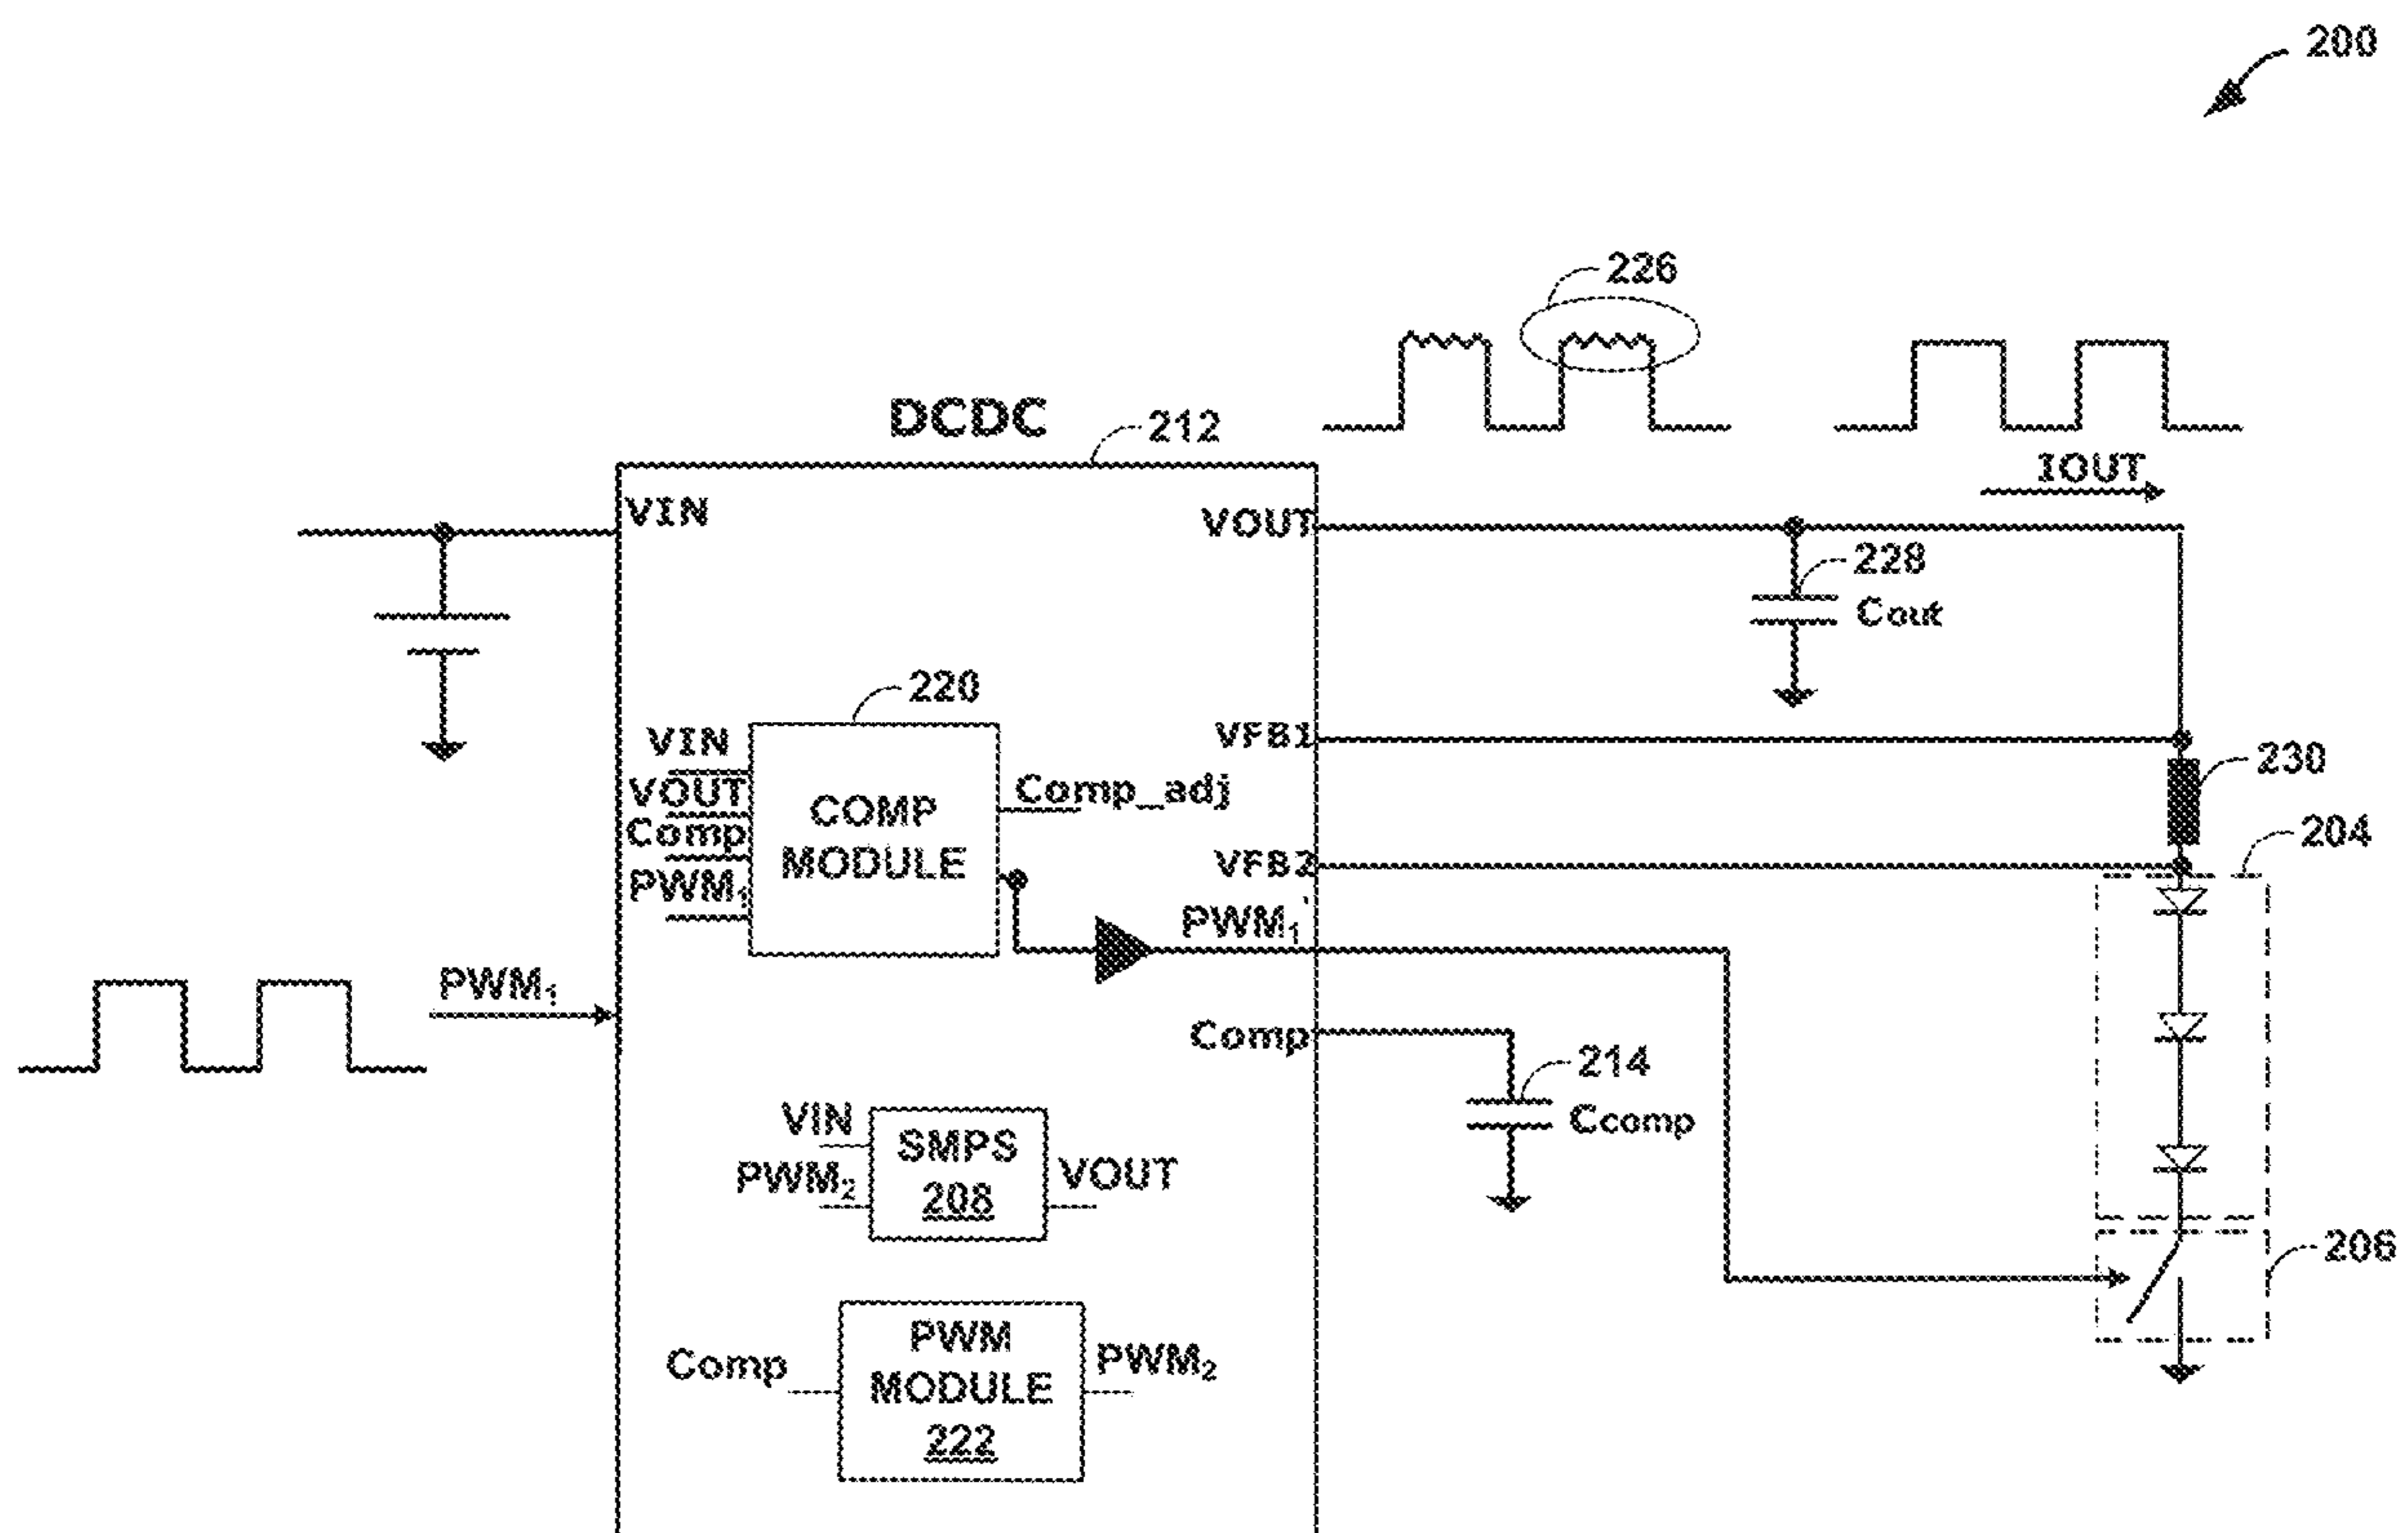 200
226
DCDC
212
IOUT
VIN
VOUT
228
Cout
220
VFB1
VIN
230
VOUT
COMP
MODULE
Comp_adj
Comp
204
VFB2
PWM₁
PWM₁'
PWM₁
Comp
214
Ccomp
VIN
SMPS
208
PWM₂
VOUT
206
PWM
MODULE
222
Comp
PWM₂